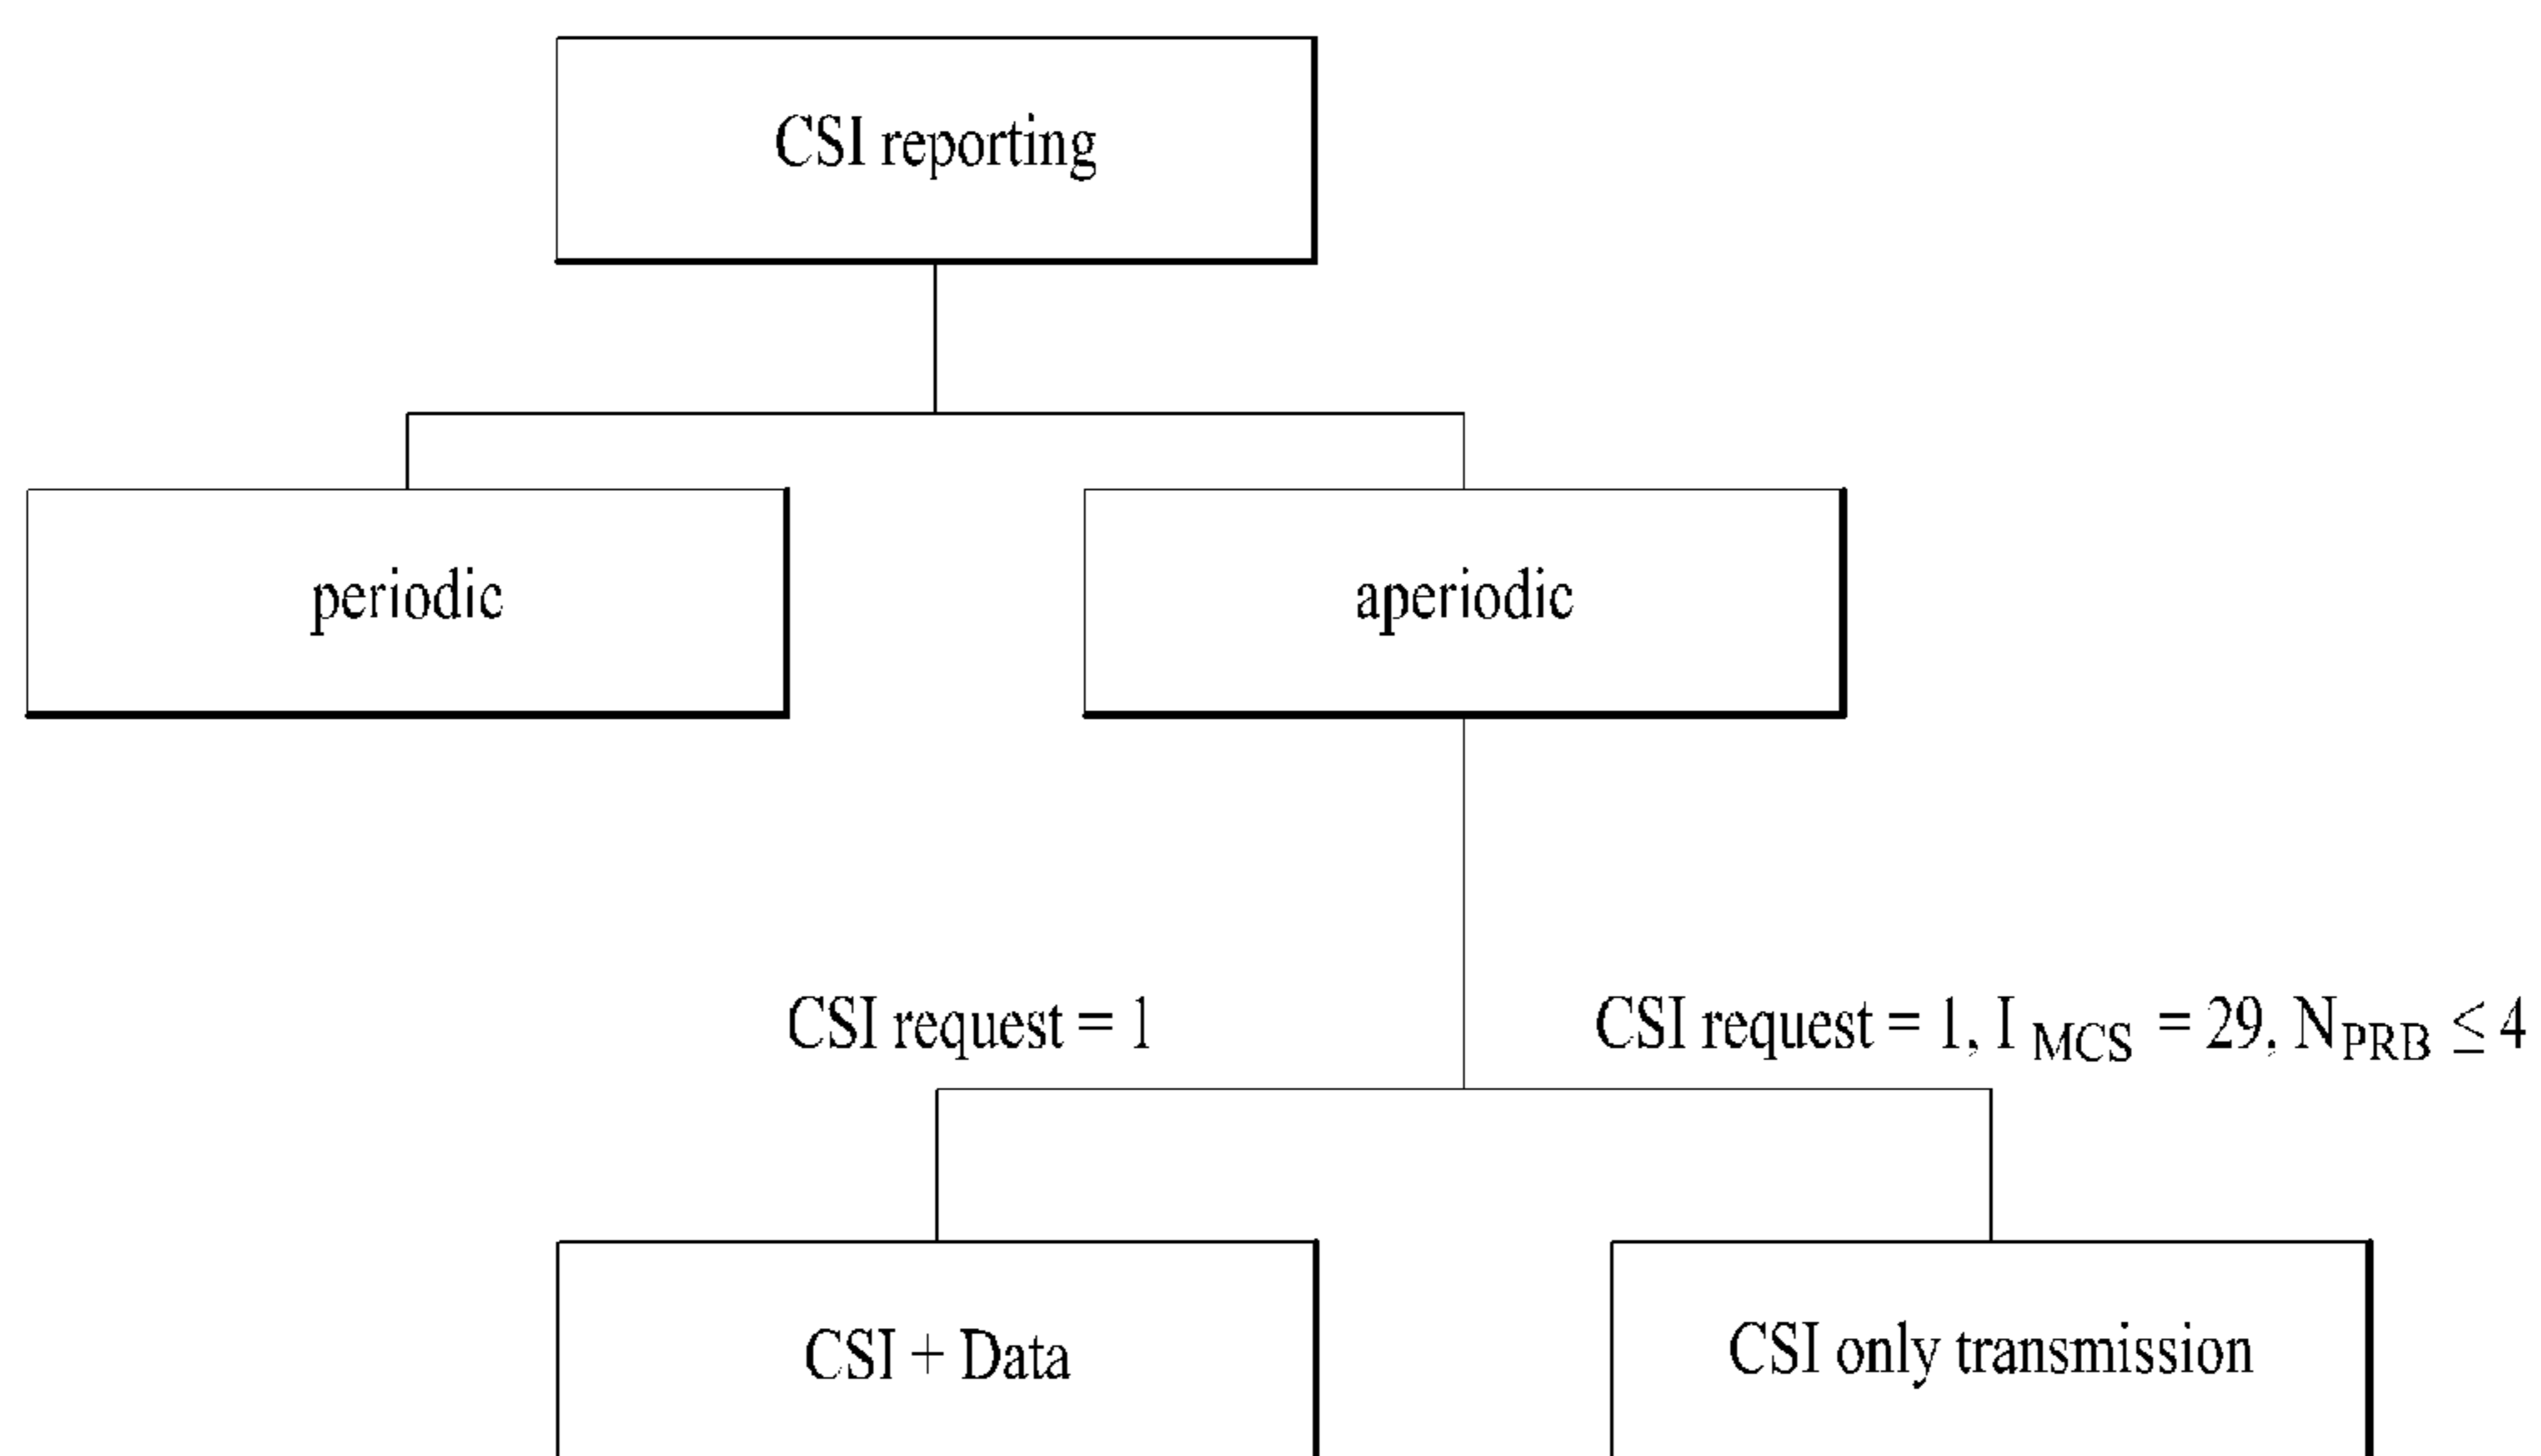 CSI reporting
periodic
aperiodic
CSI request = 1
CSI request = 1, I MCS = 29, NPRB ≤ 4
CSI + Data
CSI only transmission